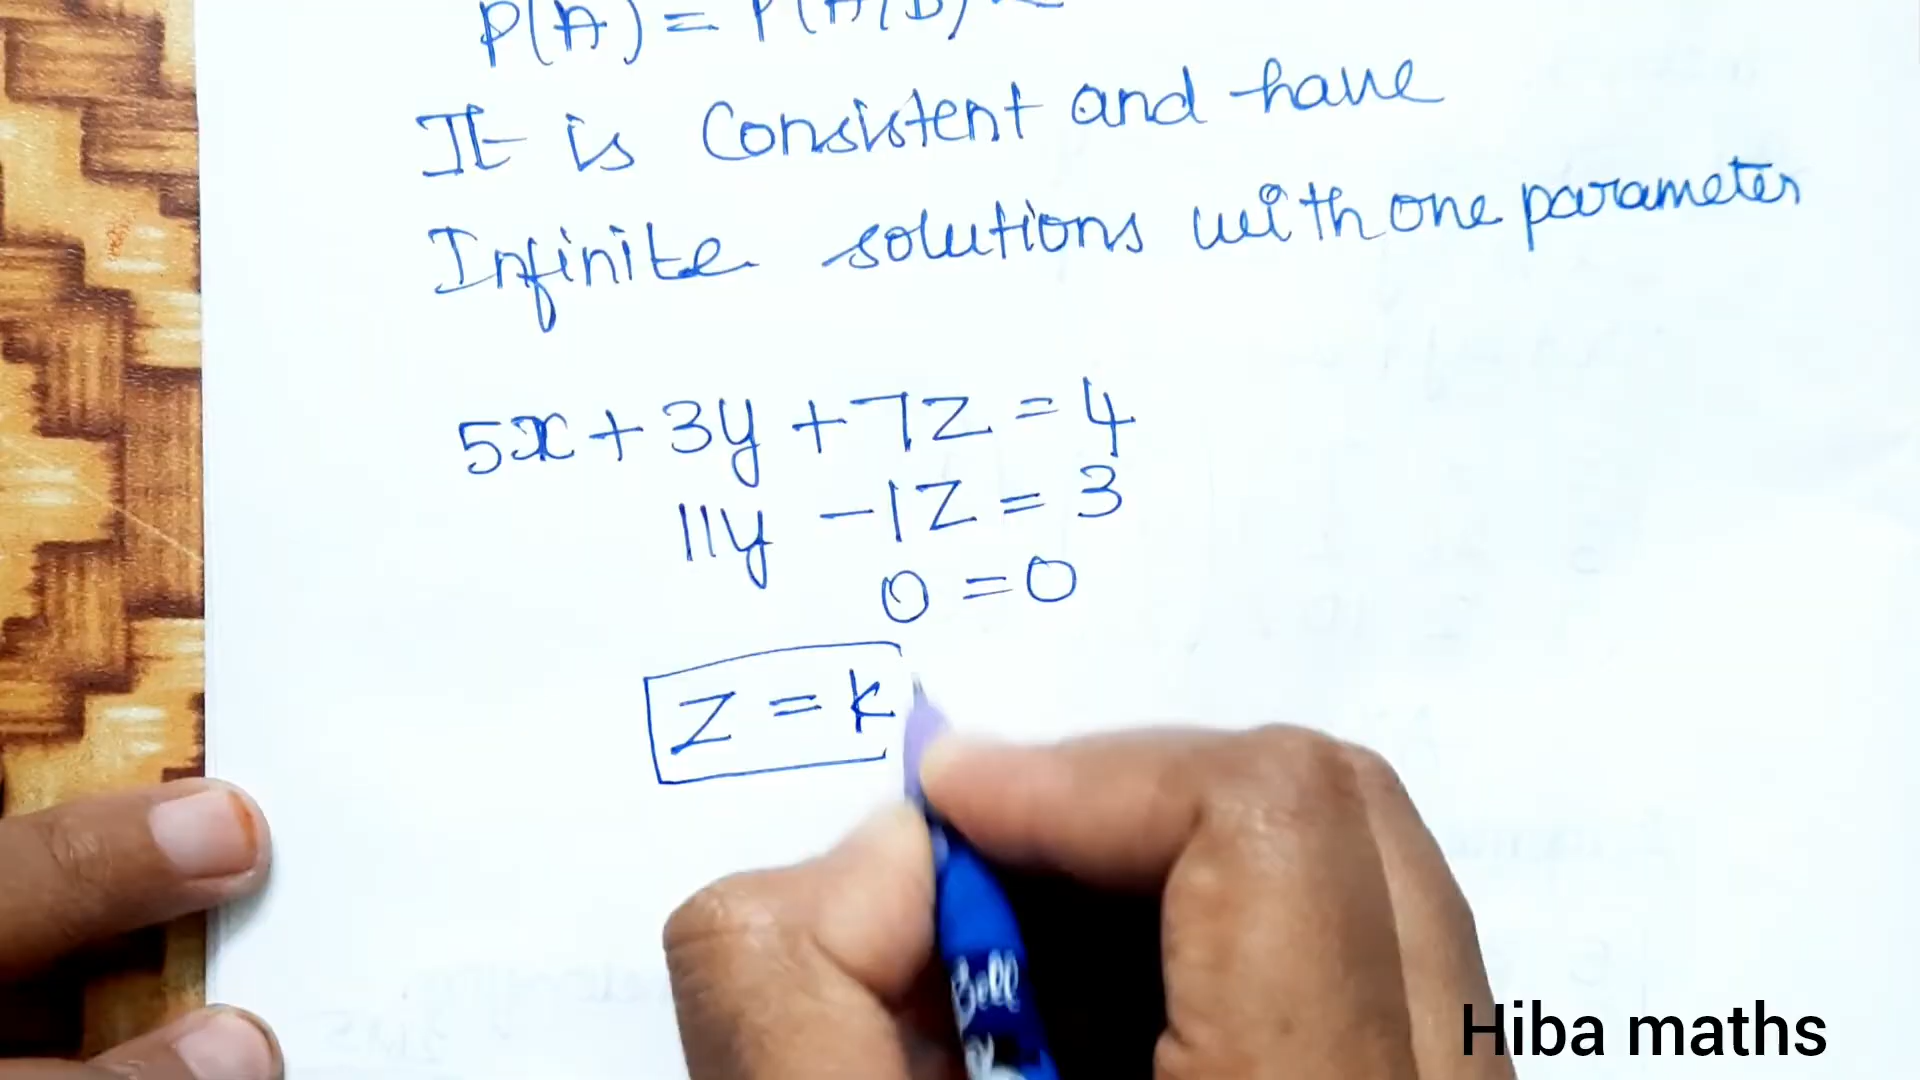 P(A) = P(A/B)
It is Consistent and have
Infinite solutions with one parameter
5x + 3y + 7z = 4
11y - 1z = 3
0 = 0
z = k
Bell
Hiba maths